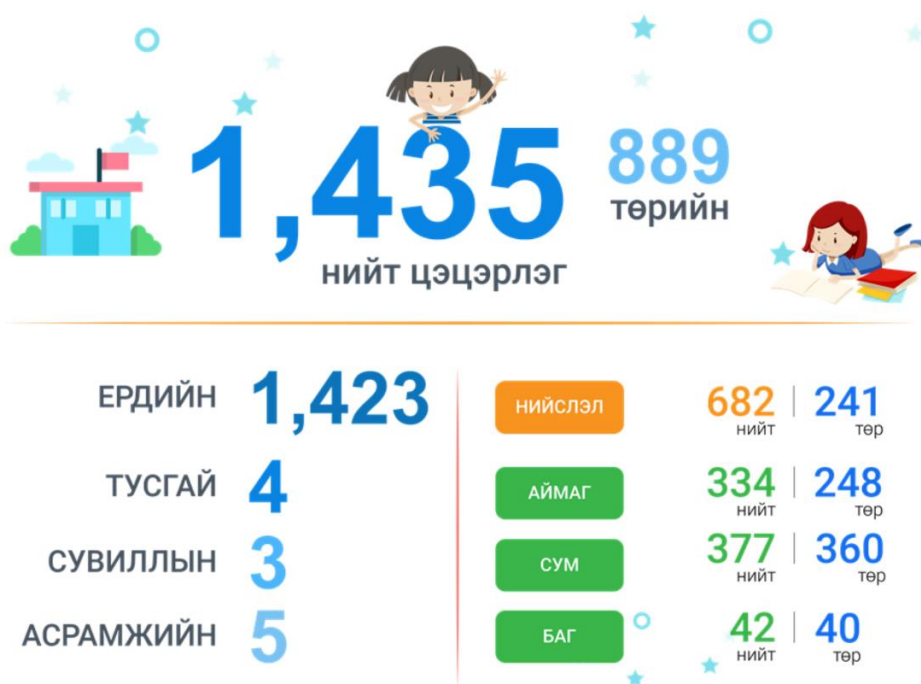 1,435
нийт цэцэрлэг
889
төрийн
ЕРДИЙН 1,423
ТУСГАЙ 4
СУВИЛЛЫН 3
АСРАМЖИЙН 5
НИЙСЛЭЛ 682 241
нийт төр
АЙМАГ 334 248
нийт төр
СУМ 377 360
нийт төр
БАГ 42 40
нийт төр